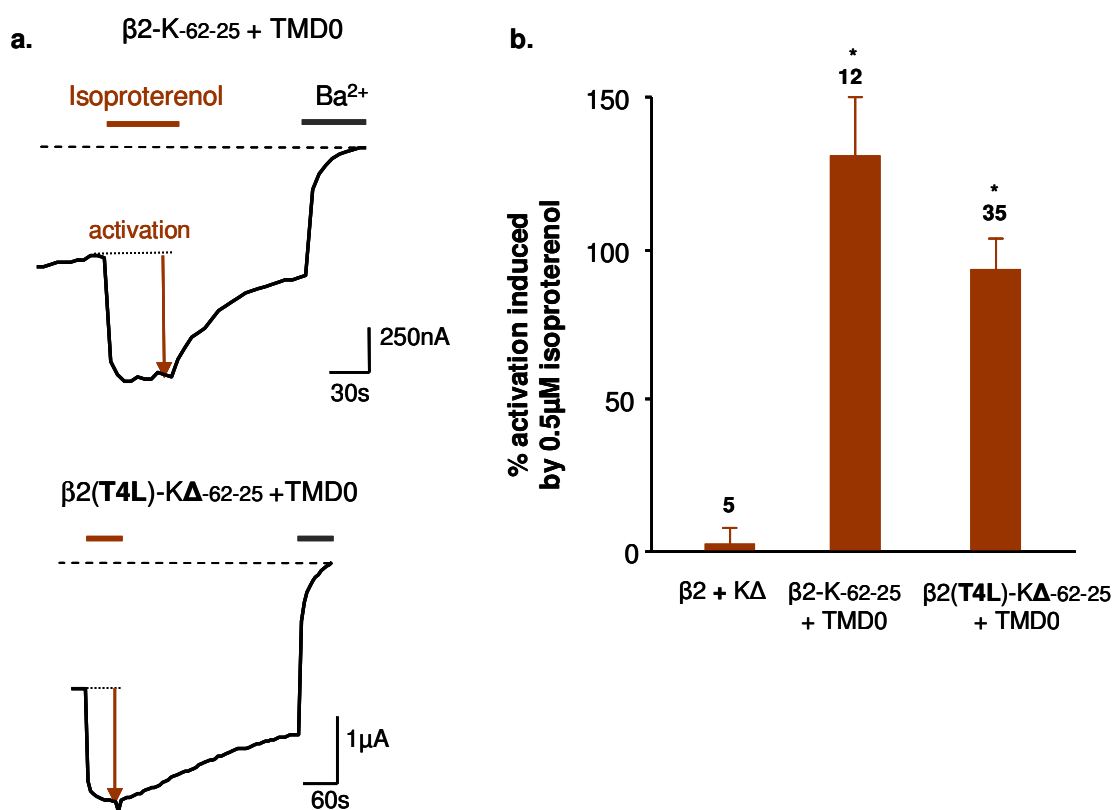 a.
β2-K-62-25 + TMD0
Isoproterenol
Ba²⁺
activation
250nA
30s
β2(T4L)-KΔ-62-25 +TMD0
1µA
60s
b.
% activation induced
by 0.5µM isoproterenol
150
100
50
0
5
*
12
*
35
β2 + KΔ
β2-K-62-25
+ TMD0
β2(T4L)-KΔ-62-25
+ TMD0